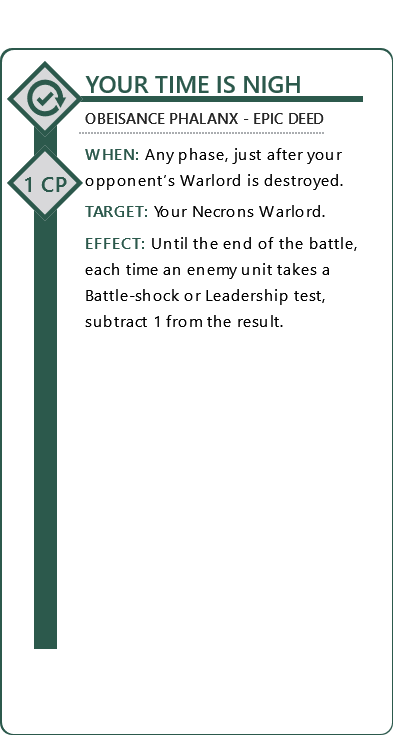 YOUR TIME IS NIGH
OBEISANCE PHALANX - EPIC DEED
1 CP
WHEN: Any phase, just after your
opponent's Warlord is destroyed.
TARGET: Your Necrons Warlord.
EFFECT: Until the end of the battle,
each time an enemy unit takes a
Battle-shock or Leadership test,
subtract 1 from the result.